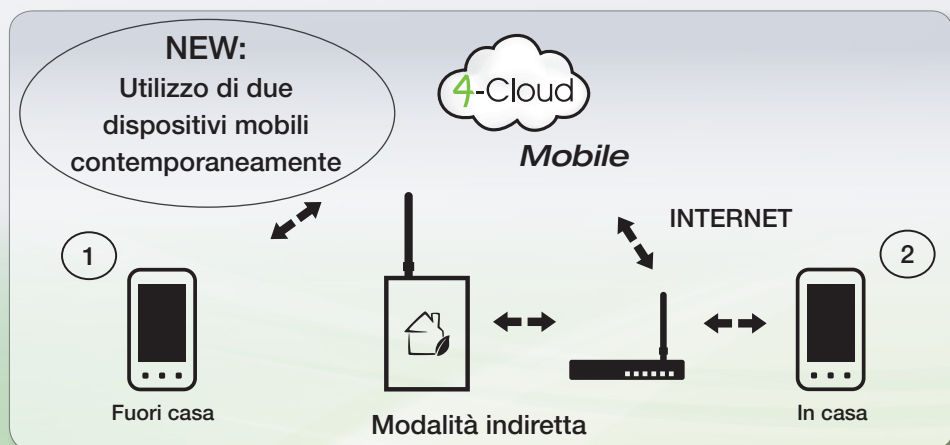 NEW:
Utilizzo di due
dispositivi mobili
contemporaneamente
4-Cloud
Mobile
INTERNET
1
2
Fuori casa
Modalità indiretta
In casa